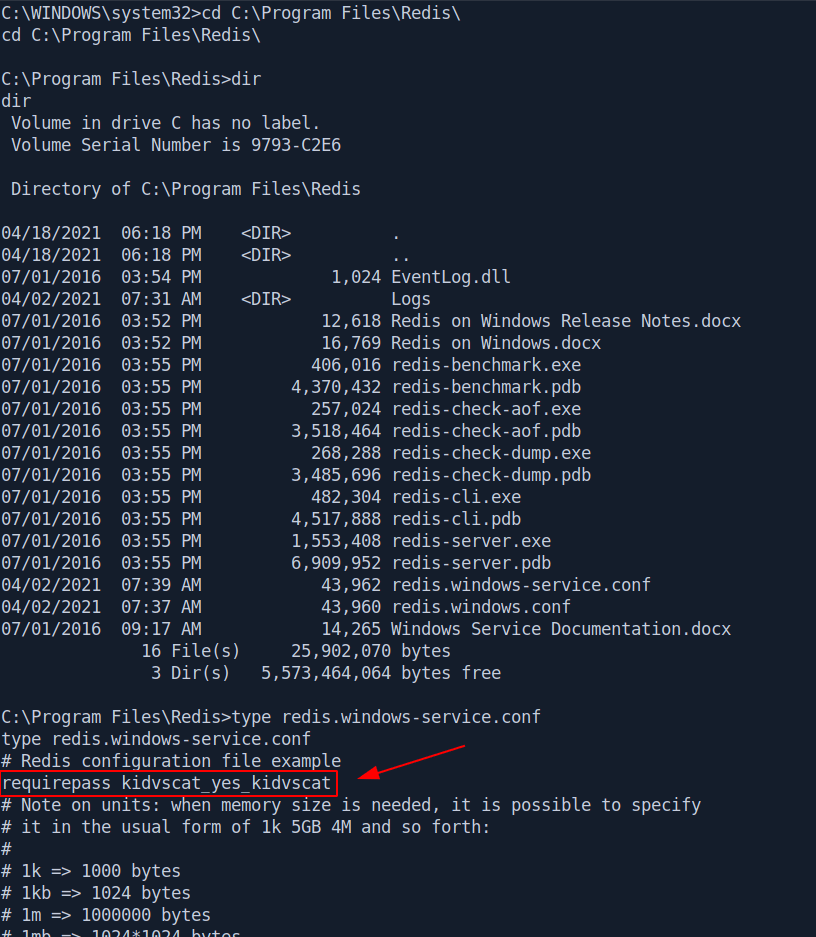 C:\WINDOWS\system32>cd C:\Program Files\Redis\
cd C:\Program Files\Redis\
C:\Program Files\Redis>dir
dir
 Volume in drive C has no label.
 Volume Serial Number is 9793-C2E6
 Directory of C:\Program Files\Redis
04/18/2021  06:18 PM    <DIR>          .
04/18/2021  06:18 PM    <DIR>          ..
07/01/2016  03:54 PM             1,024 EventLog.dll
04/02/2021  07:31 AM    <DIR>          Logs
07/01/2016  03:52 PM            12,618 Redis on Windows Release Notes.docx
07/01/2016  03:52 PM            16,769 Redis on Windows.docx
07/01/2016  03:55 PM           406,016 redis-benchmark.exe
07/01/2016  03:55 PM         4,370,432 redis-benchmark.pdb
07/01/2016  03:55 PM           257,024 redis-check-aof.exe
07/01/2016  03:55 PM         3,518,464 redis-check-aof.pdb
07/01/2016  03:55 PM           268,288 redis-check-dump.exe
07/01/2016  03:55 PM         3,485,696 redis-check-dump.pdb
07/01/2016  03:55 PM           482,304 redis-cli.exe
07/01/2016  03:55 PM         4,517,888 redis-cli.pdb
07/01/2016  03:55 PM         1,553,408 redis-server.exe
07/01/2016  03:55 PM         6,909,952 redis-server.pdb
04/02/2021  07:39 AM            43,962 redis.windows-service.conf
04/02/2021  07:37 AM            43,960 redis.windows.conf
07/01/2016  09:17 AM            14,265 Windows Service Documentation.docx
              16 File(s)     25,902,070 bytes
               3 Dir(s)   5,573,464,064 bytes free
C:\Program Files\Redis>type redis.windows-service.conf
type redis.windows-service.conf
# Redis configuration file example
requirepass kidvscat_yes_kidvscat
# Note on units: when memory size is needed, it is possible to specify
# it in the usual form of 1k 5GB 4M and so forth:
#
# 1k => 1000 bytes
# 1kb => 1024 bytes
# 1m => 1000000 bytes
# 1mb => 1024*1024 bytes